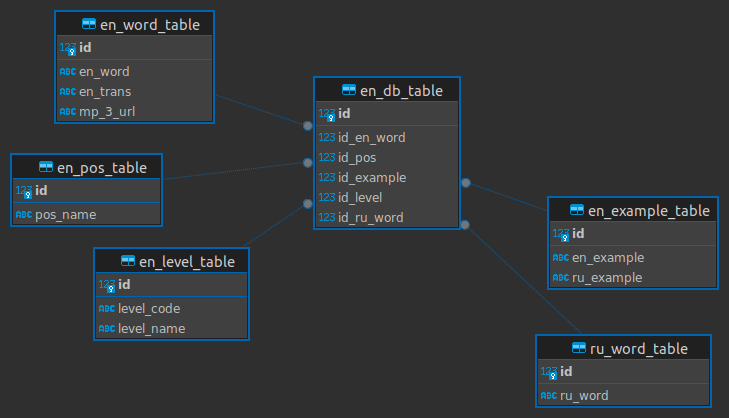 en_word_table
123 id
ABC en_word
ABC en_trans
ABC mp_3_url
en_db_table
123 id
123 id_en_word
123 id_pos
123 id_example
123 id_level
123 id_ru_word
en_pos_table
123 id
ABC pos_name
en_level_table
123 id
ABC level_code
ABC level_name
en_example_table
123 id
ABC en_example
ABC ru_example
ru_word_table
123 id
ABC ru_word